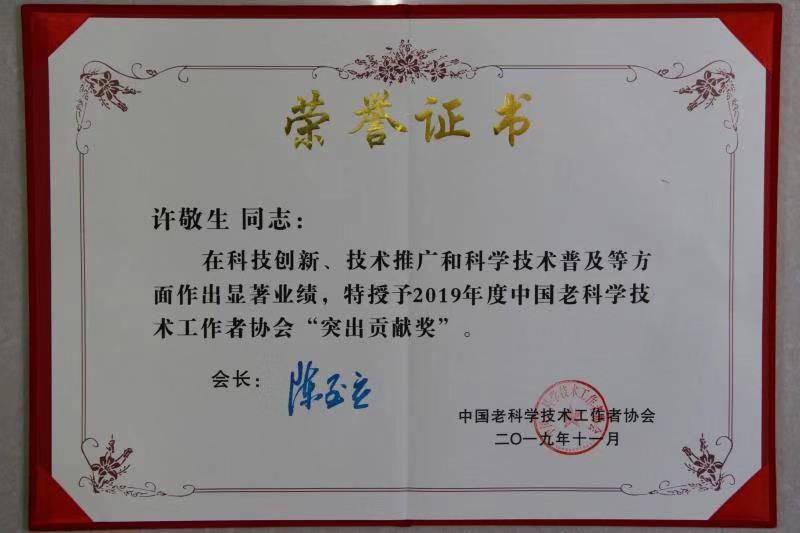 荣誉证书
许敬生 同志：
在科技创新、技术推广和科学技术普及等方
面作出显著业绩，特授予2019年度中国老科学技
术工作者协会“突出贡献奖”。
会长：
中国老科学技术工作者协会
二〇一九年十一月